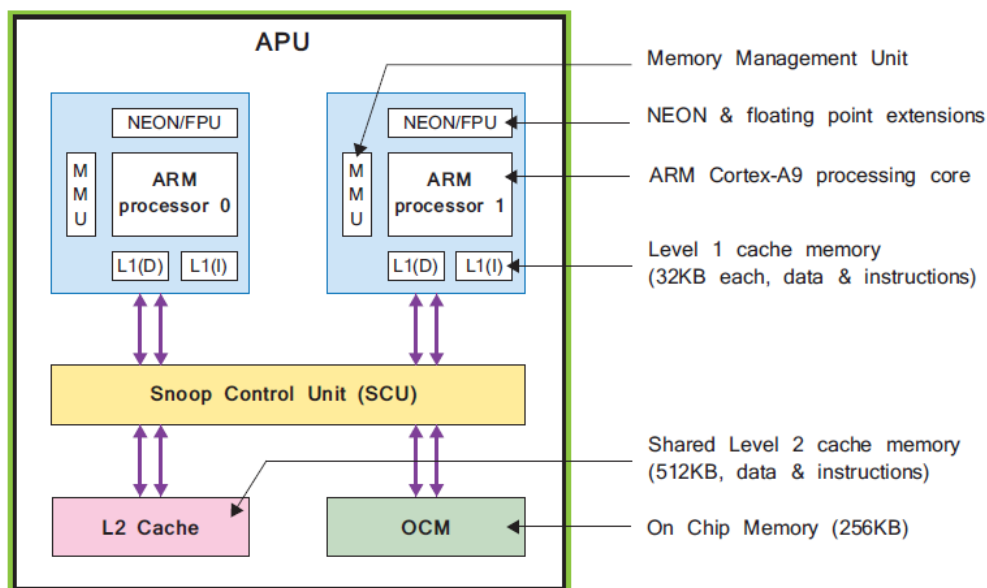 APU
NEON/FPU
M
M
U
ARM
processor 0
L1(D)
L1(I)
NEON/FPU
M
M
U
ARM
processor 1
L1(D)
L1(I)
Snoop Control Unit (SCU)
L2 Cache
OCM
Memory Management Unit
NEON & floating point extensions
ARM Cortex-A9 processing core
Level 1 cache memory
(32KB each, data & instructions)
Shared Level 2 cache memory
(512KB, data & instructions)
On Chip Memory (256KB)